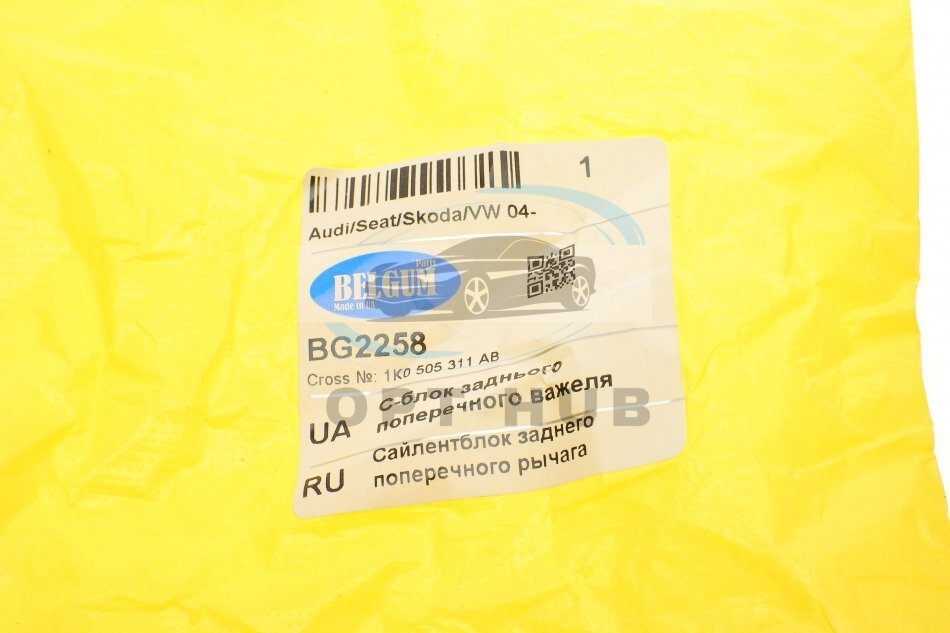 1
Audi/Seat/Skoda/VW 04-
Parts
BELGUM
Made in UA
BG2258
Cross №: 1K0 505 311 AB
UA С-блок заднього
поперечного важеля
OPT HUB
RU Сайлентблок заднего
поперечного рычага